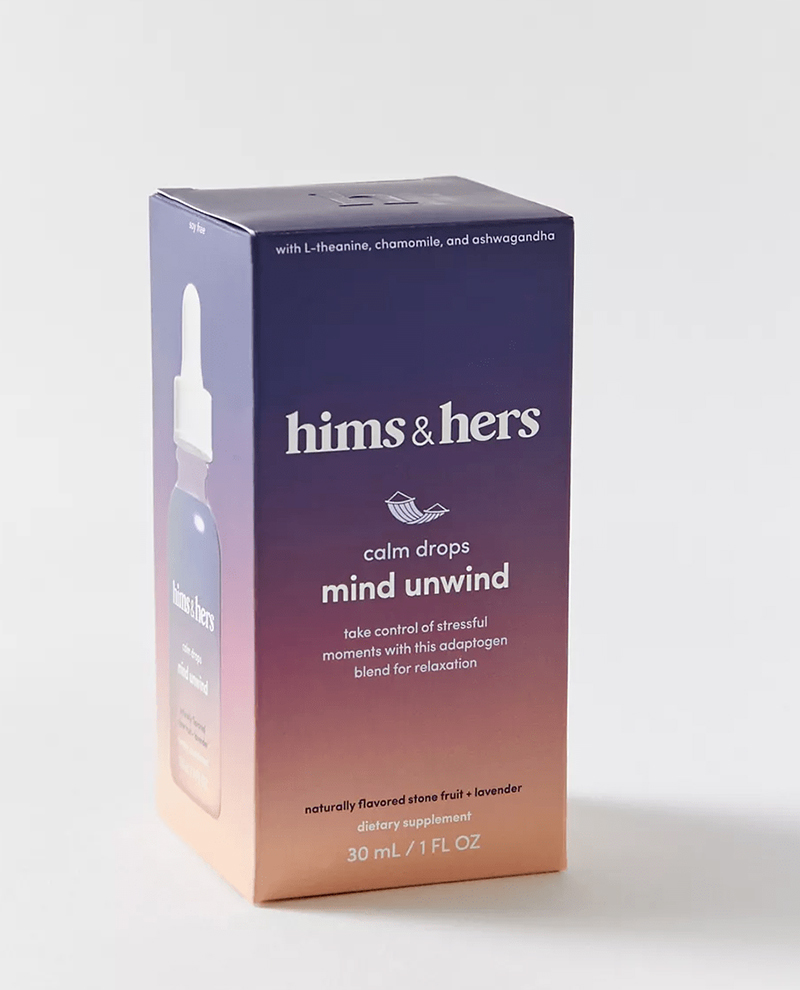 soy free
with L-theanine, chamomile, and ashwagandha
hims & hers
calm drops
mind unwind
take control of stressful
moments with this adaptogen
blend for relaxation
naturally flavored stone fruit + lavender
dietary supplement
30 mL / 1 FL OZ
hims & hers
calm drops
mind unwind